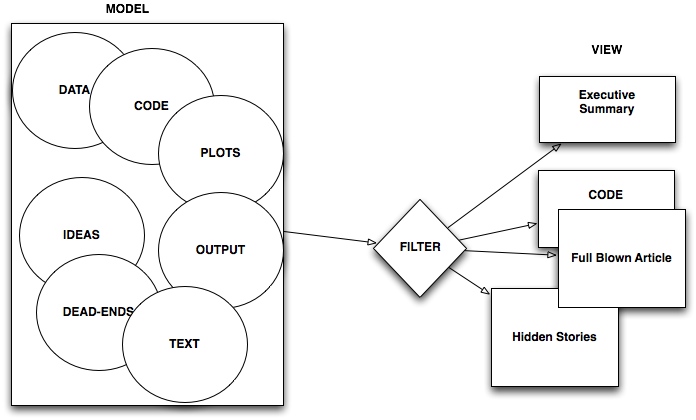 MODEL
DATA
CODE
PLOTS
IDEAS
OUTPUT
DEAD-ENDS
TEXT
FILTER
VIEW
Executive
Summary
CODE
Full Blown Article
Hidden Stories